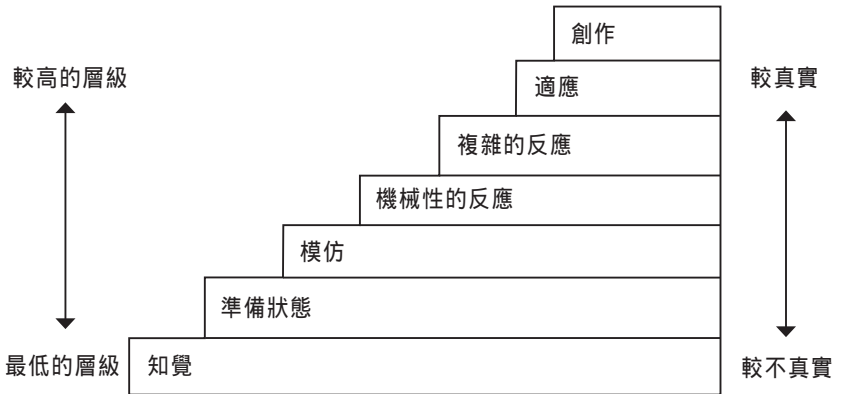 創作
較高的層級
適應
較真實
複雜的反應
機械性的反應
模仿
準備狀態
最低的層級
知覺
較不真實